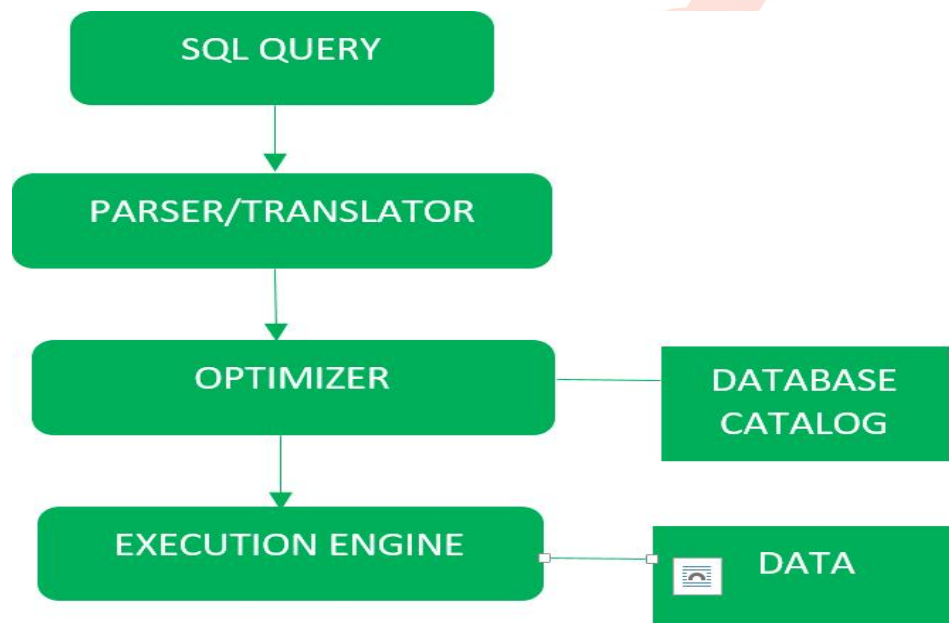 SQL QUERY
PARSER/TRANSLATOR
OPTIMIZER
DATABASE
CATALOG
EXECUTION ENGINE
DATA